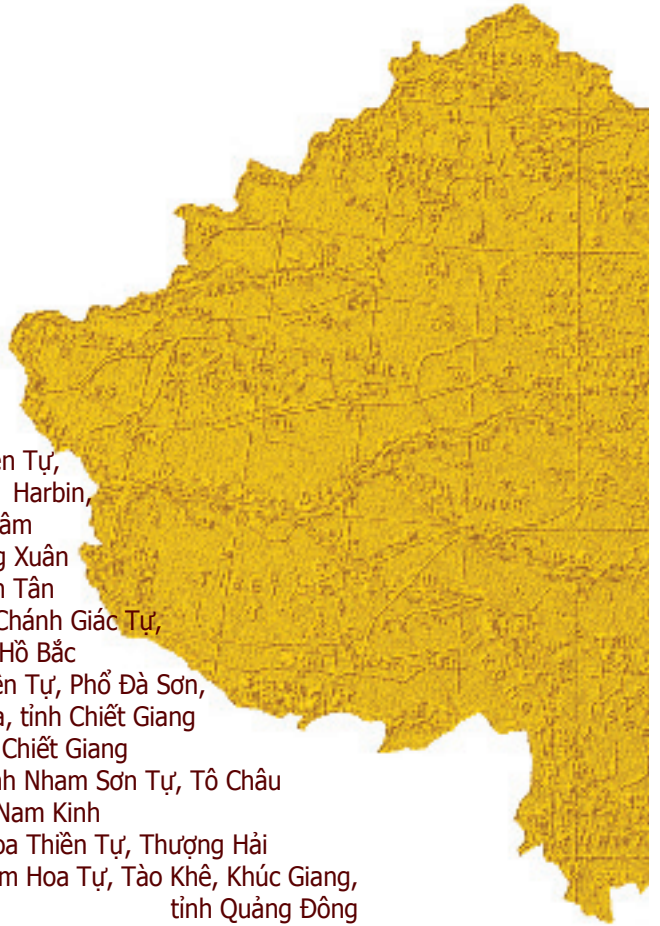 ền Tự,
Harbin,
âm
g Xuân
n Tân
Chánh Giác Tự,
Hồ Bắc
ền Tự, Phổ Đà Sơn,
a, tỉnh Chiết Giang
Chiết Giang
nh Nham Sơn Tự, Tô Châu
Nam Kinh
oa Thiền Tự, Thượng Hải
m Hoa Tự, Tào Khê, Khúc Giang,
tỉnh Quảng Đông